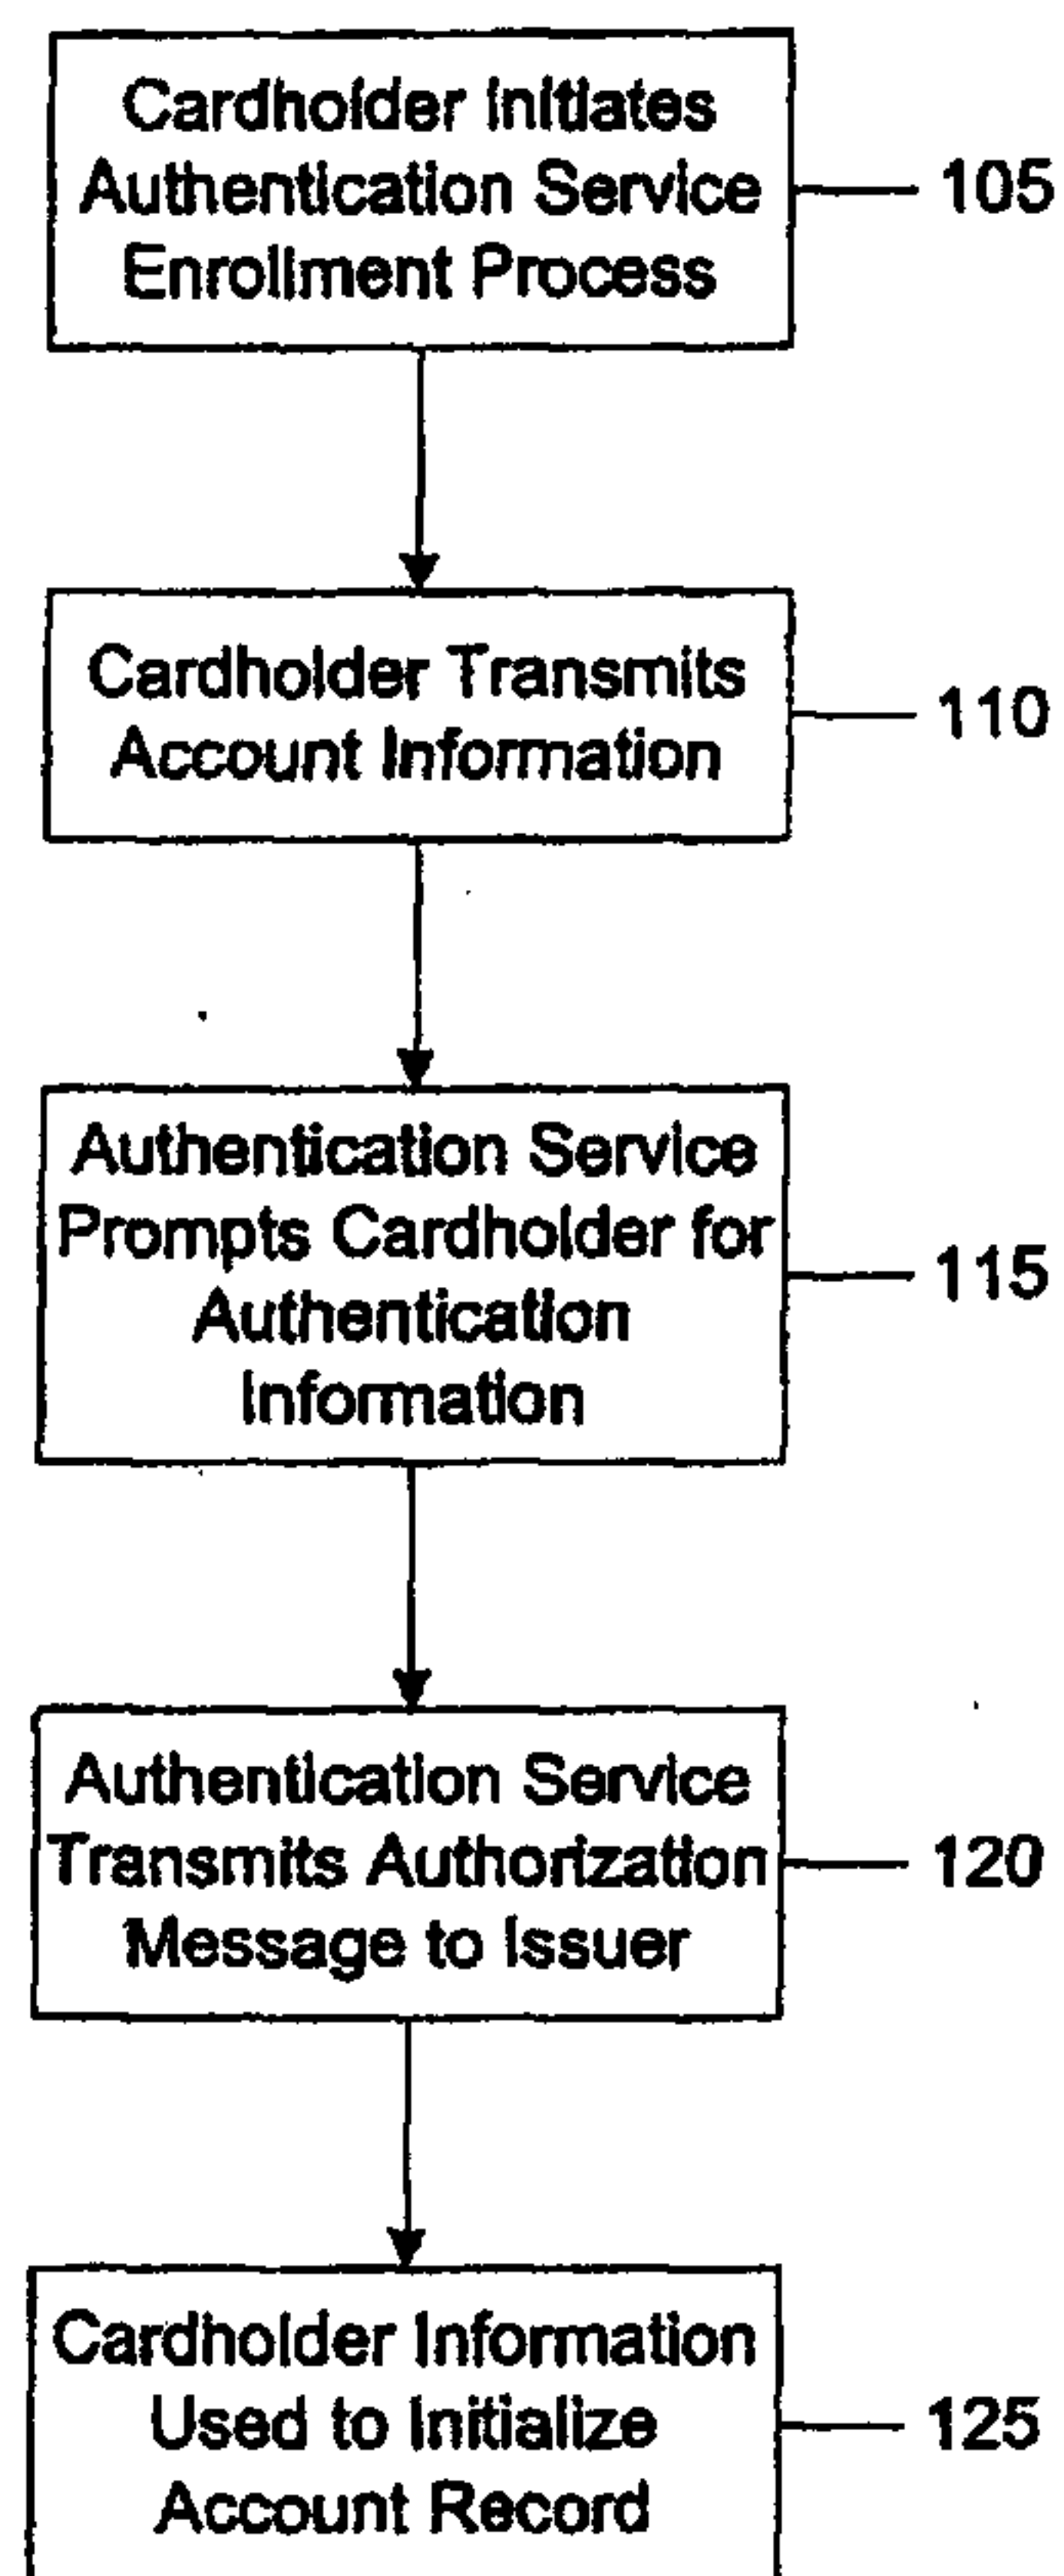 Cardholder Initiates
Authentication Service
Enrollment Process
105
Cardholder Transmits
Account Information
110
Authentication Service
Prompts Cardholder for
Authentication
Information
115
Authentication Service
Transmits Authorization
Message to Issuer
120
Cardholder Information
Used to Initialize
Account Record
125